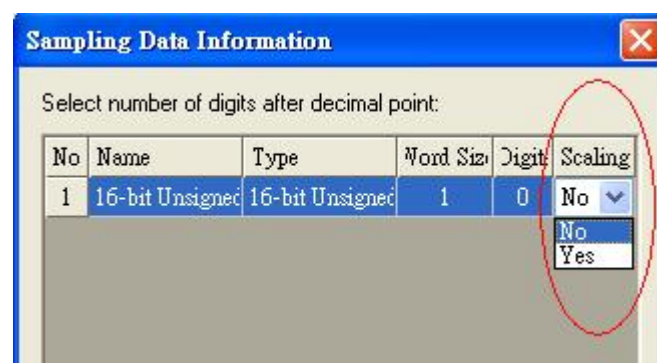 Sampling Data Information
Select number of digits after decimal point:
No Name Type Word Siz Digit Scaling
1 16-bit Unsigned 16-bit Unsigned 1 0 No
No
Yes